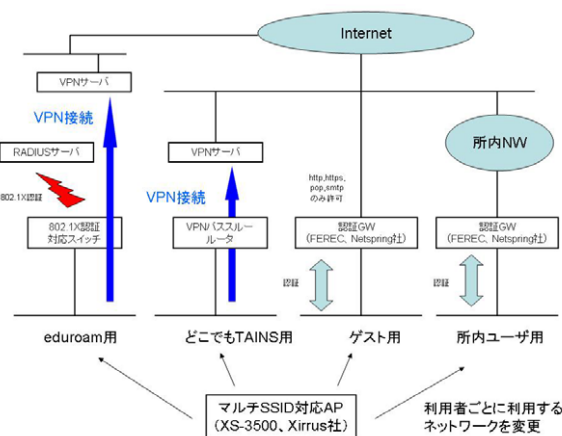 Internet
VPNサーバ
VPN接続
RADIUSサーバ
802.1X認証
802.1X認証
対応スイッチ
VPNサーバ
VPN接続
VPNパススルー
ルータ
http,https,
pop,smtp
のみ許可
認証GW
(FEREC、Netspring社)
認証
所内NW
認証GW
(FEREC、Netspring社)
認証
eduroam用
どこでもTAINS用
ゲスト用
所内ユーザ用
マルチSSID対応AP
(XS-3500、Xirrus社)
利用者ごとに利用する
ネットワークを変更